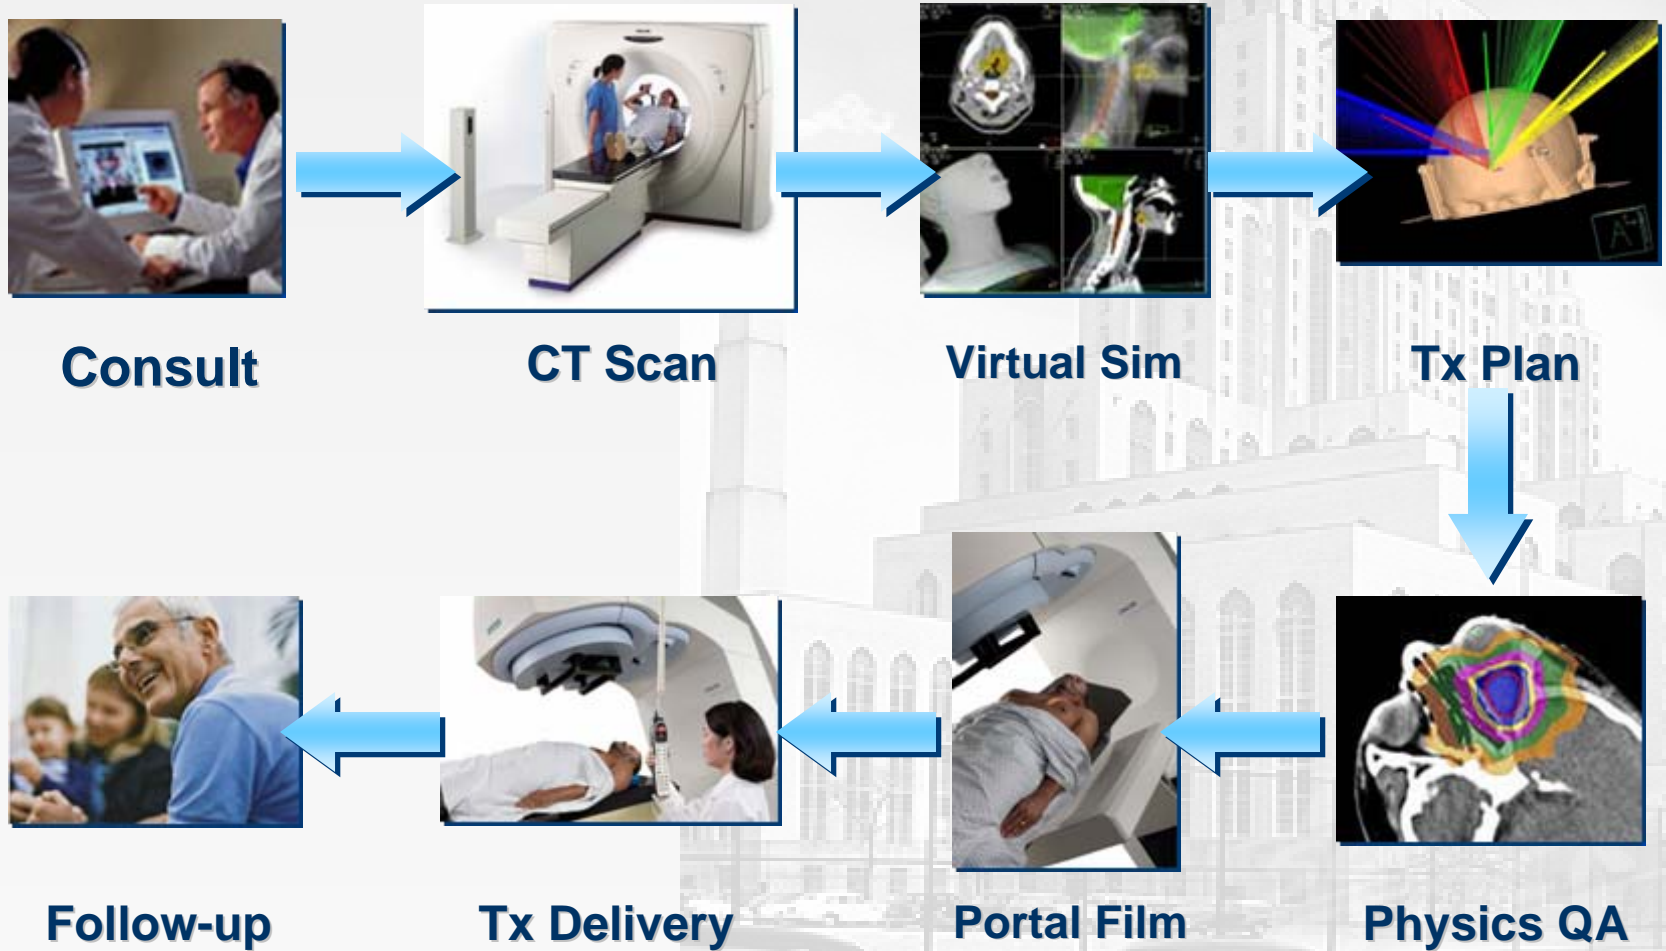 Consult
CT Scan
Virtual Sim
Tx Plan
Follow-up
Tx Delivery
Portal Film
Physics QA